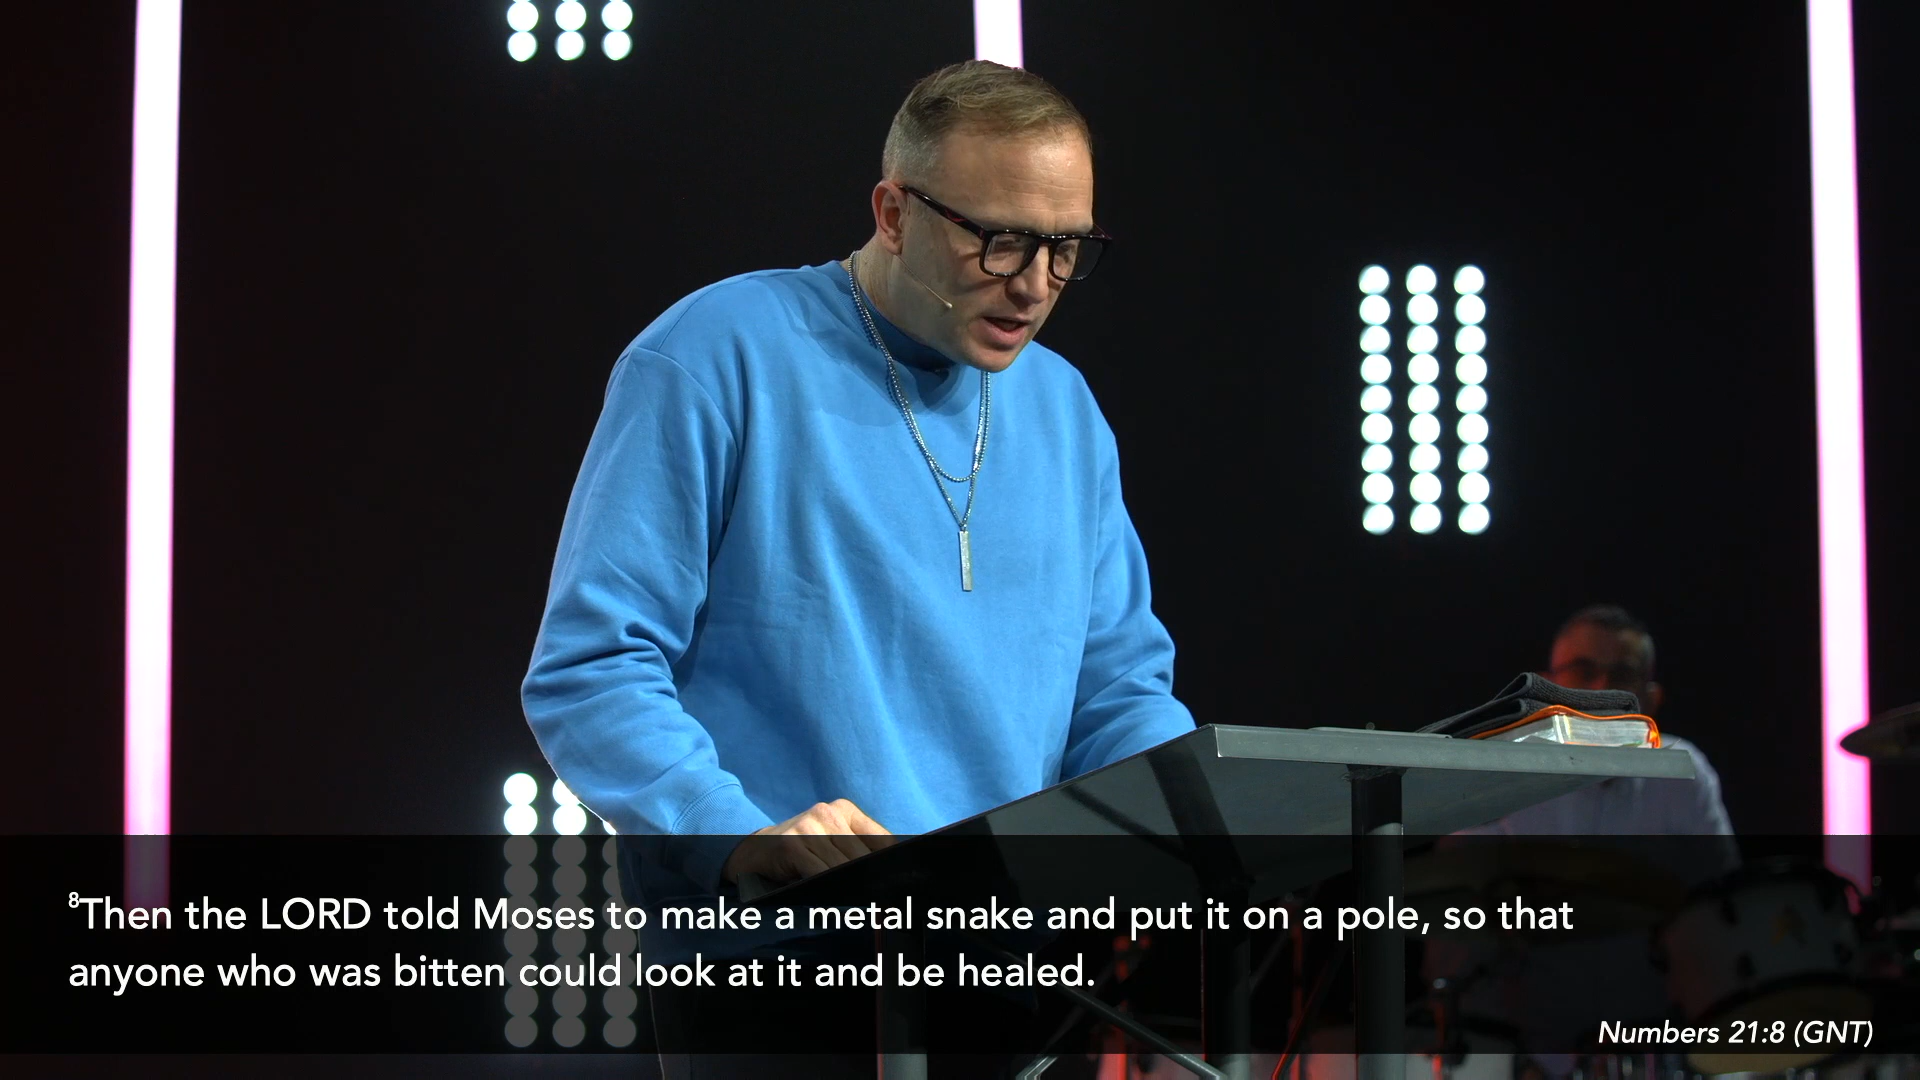 ⁸Then the LORD told Moses to make a metal snake and put it on a pole, so that
anyone who was bitten could look at it and be healed.
Numbers 21:8 (GNT)